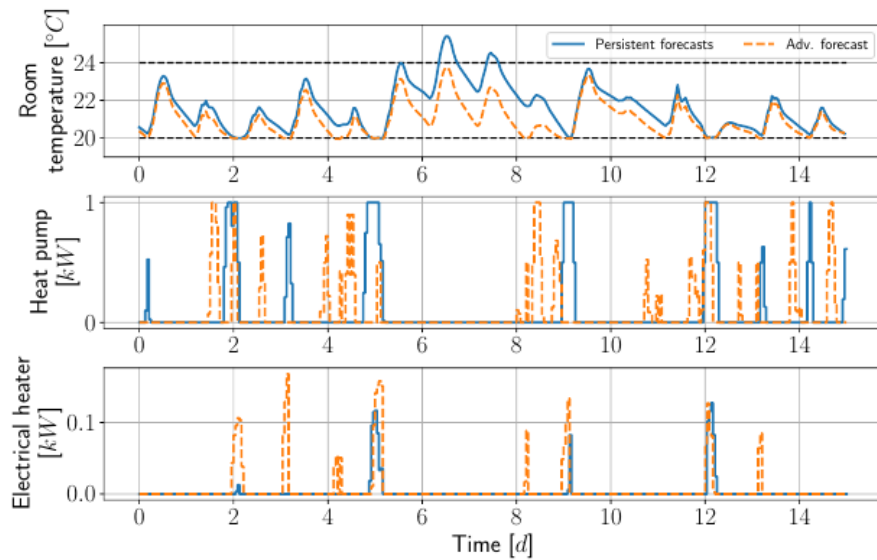 Room
temperature [°C]
24
22
20
Persistent forecasts
Adv. forecast
0 2 4 6 8 10 12 14
Heat pump
[kW]
1
0
0 2 4 6 8 10 12 14
Electrical heater
[kW]
0.1
0.0
0 2 4 6 8 10 12 14
Time [d]